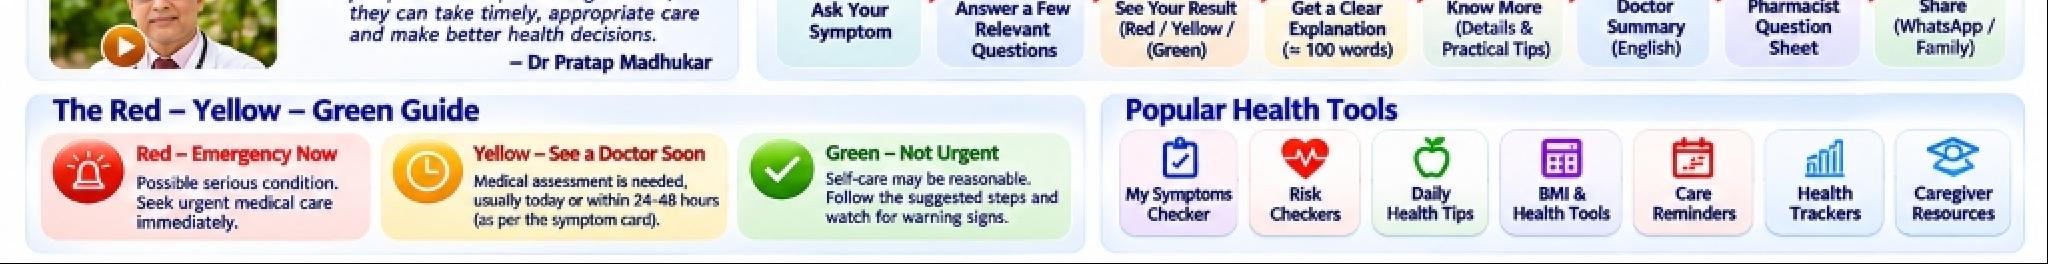 they can take timely, appropriate care
and make better health decisions.
– Dr Pratap Madhukar
Ask Your
Symptom
Answer a Few
Relevant
Questions
See Your Result
(Red / Yellow /
(Green)
Get a Clear
Explanation
(≈ 100 words)
Know More
(Details &
Practical Tips)
Doctor
Summary
(English)
Pharmacist
Question
Sheet
Share
(WhatsApp /
Family)
The Red – Yellow – Green Guide
Red – Emergency Now
Possible serious condition.
Seek urgent medical care
immediately.
Yellow – See a Doctor Soon
Medical assessment is needed,
usually today or within 24-48 hours
(as per the symptom card).
Green – Not Urgent
Self-care may be reasonable.
Follow the suggested steps and
watch for warning signs.
Popular Health Tools
My Symptoms
Checker
Risk
Checkers
Daily
Health Tips
BMI &
Health Tools
Care
Reminders
Health
Trackers
Caregiver
Resources